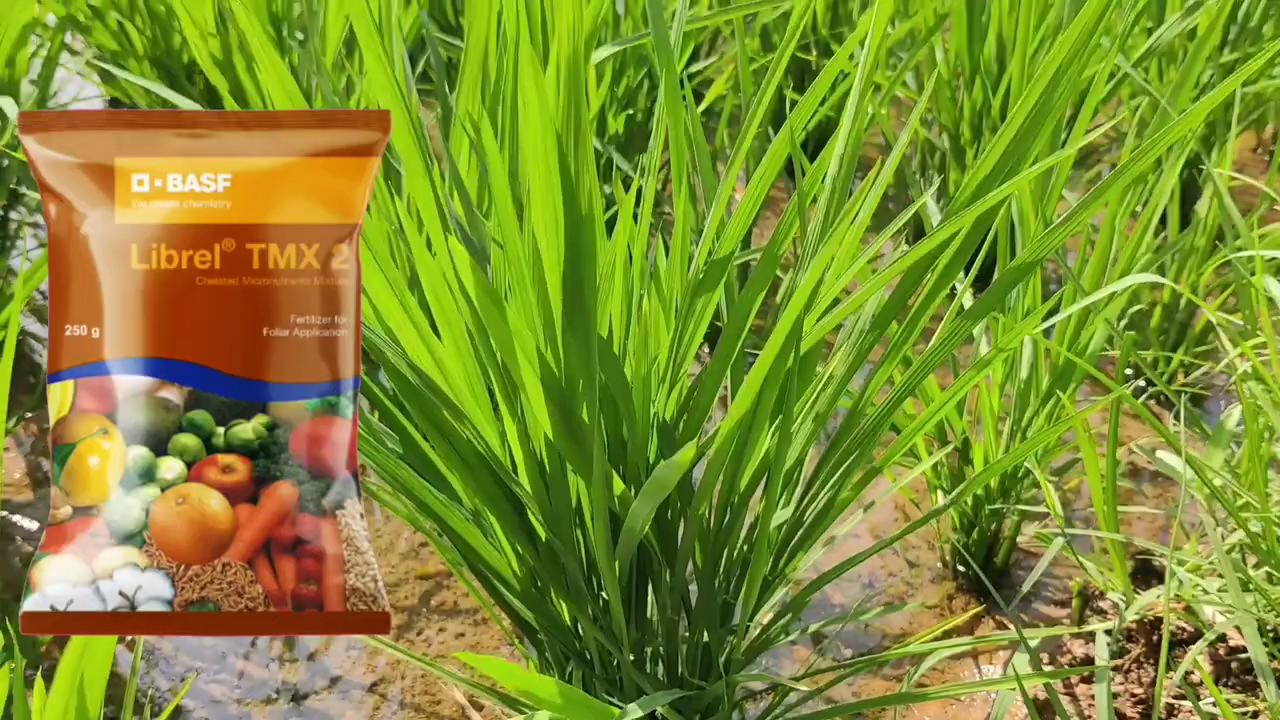 BASF
We create chemistry
Librel® TMX 2
Chelated Micronutrients Mixture
Fertilizer for
250 g
Foliar Application